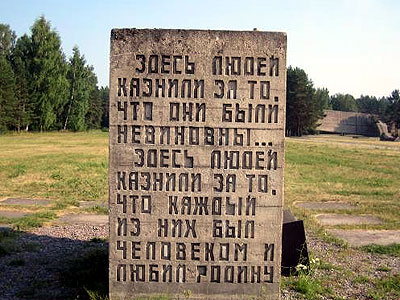 ЗДЕСЬ ЛЮДЕЙ
КАЗНИЛИ ЗА ТО,
ЧТО ОНИ БЫЛИ
НЕВИНОВНЫ...
ЗДЕСЬ ЛЮДЕЙ
КАЗНИЛИ ЗА ТО,
ЧТО КАЖДЫЙ
ИЗ НИХ БЫЛ
ЧЕЛОВЕКОМ И
ЛЮБИЛ РОДИНУ